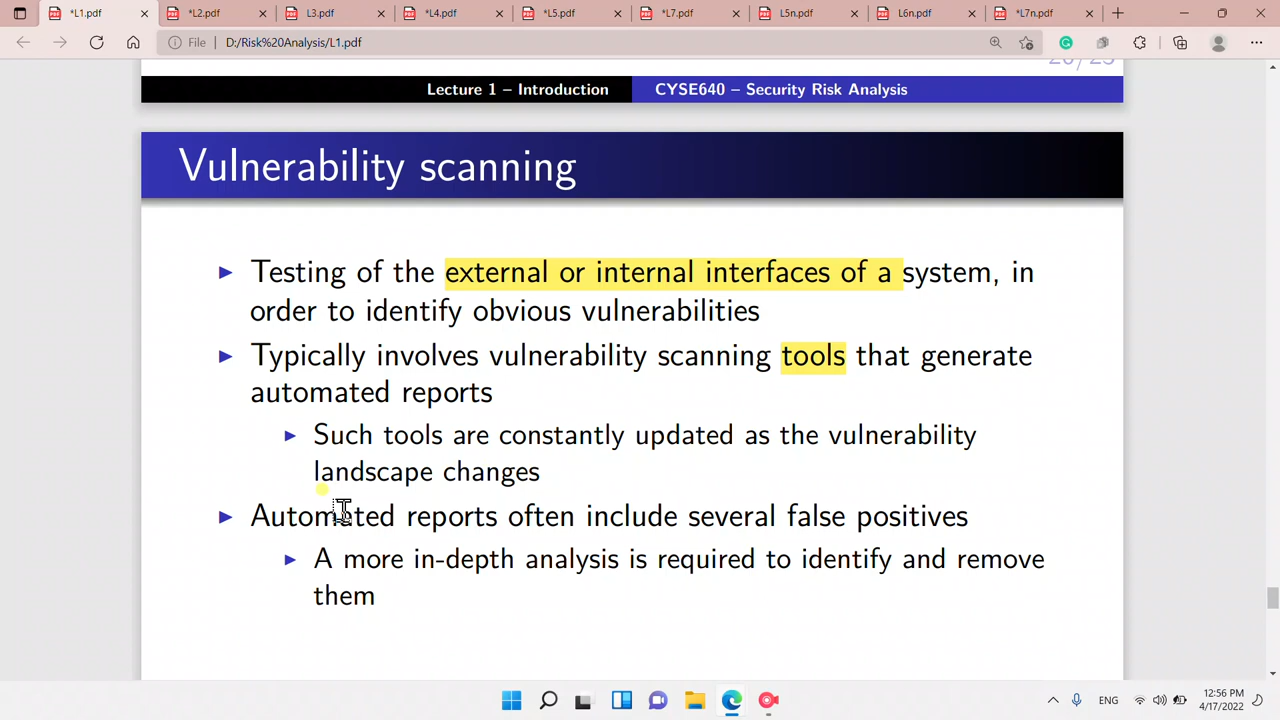 *L1.pdf
*L2.pdf
L3.pdf
*L4.pdf
*L5.pdf
*L7.pdf
L5n.pdf
L6n.pdf
*L7n.pdf
File
D:/Risk%20Analysis/L1.pdf
Lecture 1 – Introduction
CYSE640 – Security Risk Analysis
Vulnerability scanning
Testing of the external or internal interfaces of a system, in
order to identify obvious vulnerabilities
Typically involves vulnerability scanning tools that generate
automated reports
Such tools are constantly updated as the vulnerability
landscape changes
Automated reports often include several false positives
A more in-depth analysis is required to identify and remove
them
ENG
12:56 PM
4/17/2022